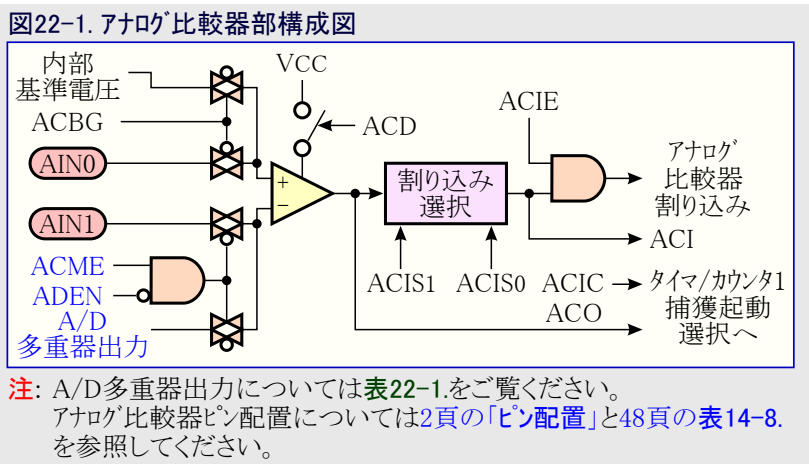 図22-1. アナログ比較器部構成図
内部
基準電圧
ACBG
AIN0
AIN1
ACME
ADEN
A/D
多重器出力
VCC
ACD
+
−
割り込み
選択
ACIS1
ACIS0
ACIE
アナログ
比較器
割り込み
ACI
ACIC
ACO
タイマ/カウンタ1
捕獲起動
選択へ
注: A/D多重器出力については表22-1.をご覧ください。
アナログ比較器ピン配置については2頁の「ピン配置」と48頁の表14-8.
を参照してください。